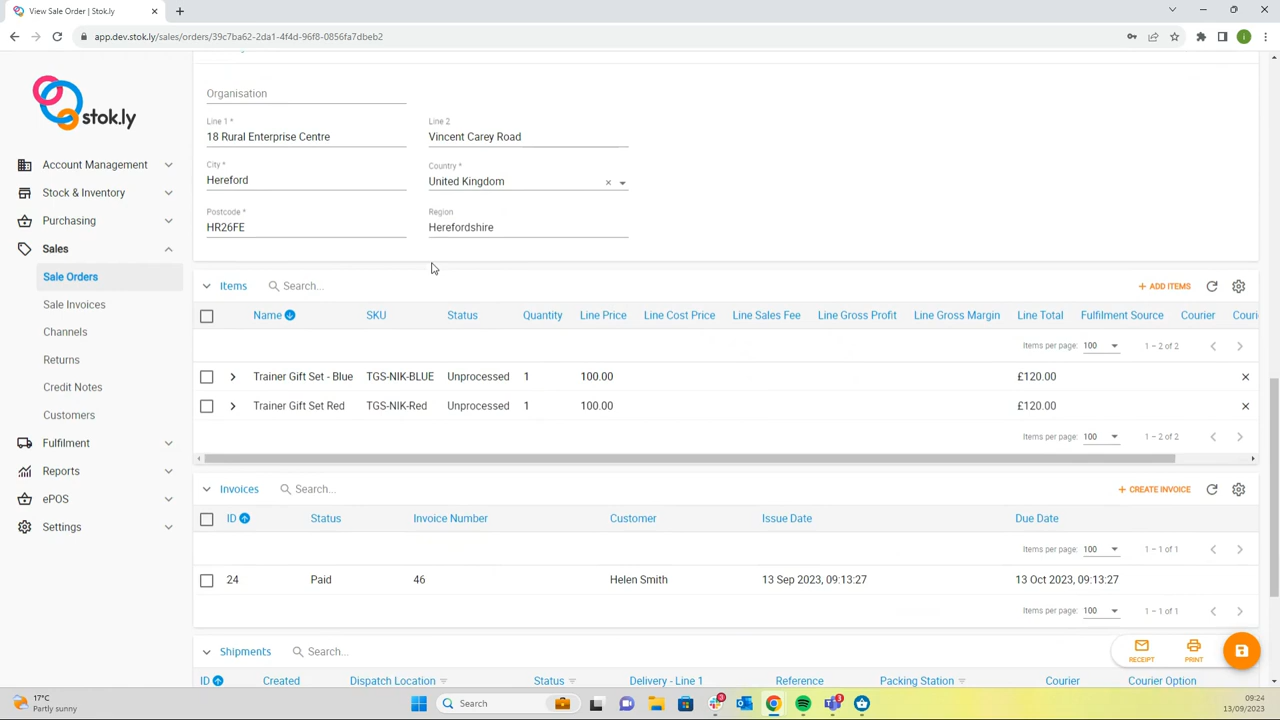 View Sale Order | Stok.ly
app.dev.stok.ly/sales/orders/39c7ba62-2da1-4f4d-96f8-0856fa7dbeb2
i
stok.ly
Account Management
Stock & Inventory
Purchasing
Sales
Sale Orders
Sale Invoices
Channels
Returns
Credit Notes
Customers
Fulfilment
Reports
ePOS
Settings
Organisation
Line 1 * Line 2
18 Rural Enterprise Centre Vincent Carey Road
City * Country *
Hereford United Kingdom
Postcode * Region
HR26FE Herefordshire
Items Search... + ADD ITEMS
Name SKU Status Quantity Line Price Line Cost Price Line Sales Fee Line Gross Profit Line Gross Margin Line Total Fulfilment Source Courier Couri
Items per page: 100 1 – 2 of 2
Trainer Gift Set - Blue TGS-NIK-BLUE Unprocessed 1 100.00 £120.00
Trainer Gift Set Red TGS-NIK-Red Unprocessed 1 100.00 £120.00
Items per page: 100 1 – 2 of 2
Invoices Search... + CREATE INVOICE
ID Status Invoice Number Customer Issue Date Due Date
Items per page: 100 1 – 1 of 1
24 Paid 46 Helen Smith 13 Sep 2023, 09:13:27 13 Oct 2023, 09:13:27
Items per page: 100 1 – 1 of 1
Shipments Search...
RECEIPT PRINT
ID Created Dispatch Location Status Delivery - Line 1 Reference Packing Station Courier Courier Option
17°C
Partly sunny
Search
09:24
13/09/2023